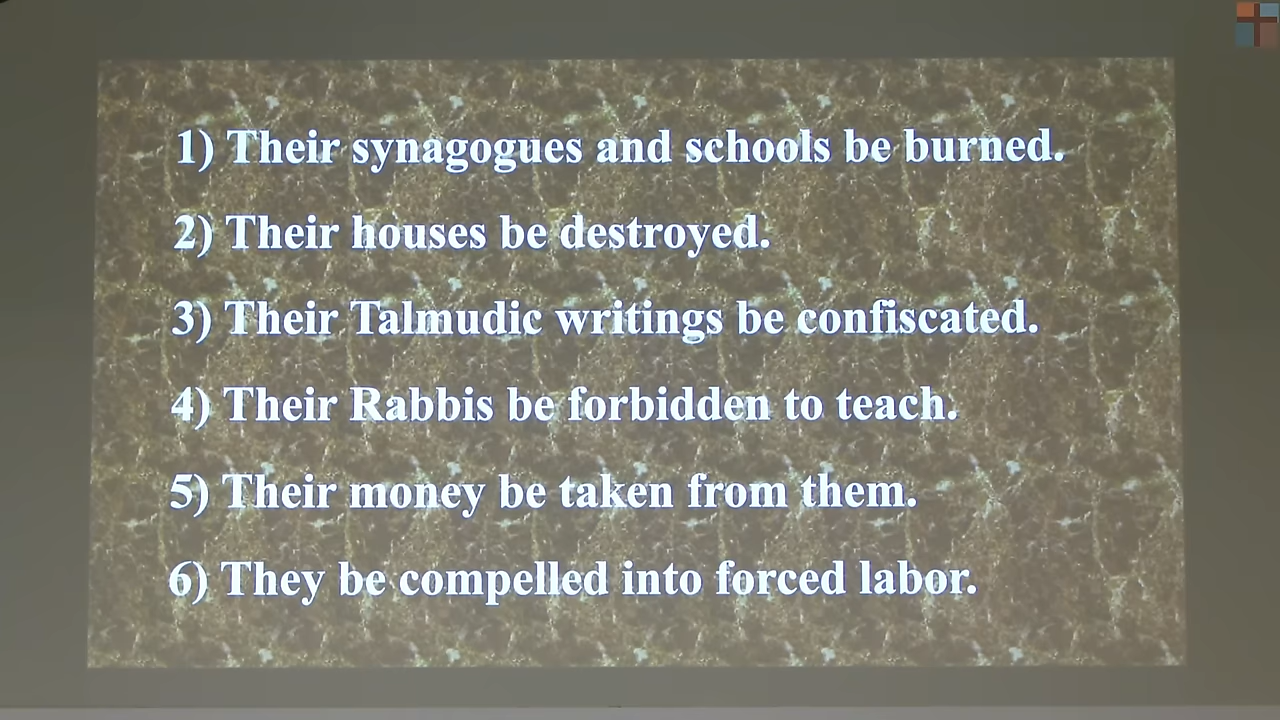 1) Their synagogues and schools be burned.
2) Their houses be destroyed.
3) Their Talmudic writings be confiscated.
4) Their Rabbis be forbidden to teach.
5) Their money be taken from them.
6) They be compelled into forced labor.